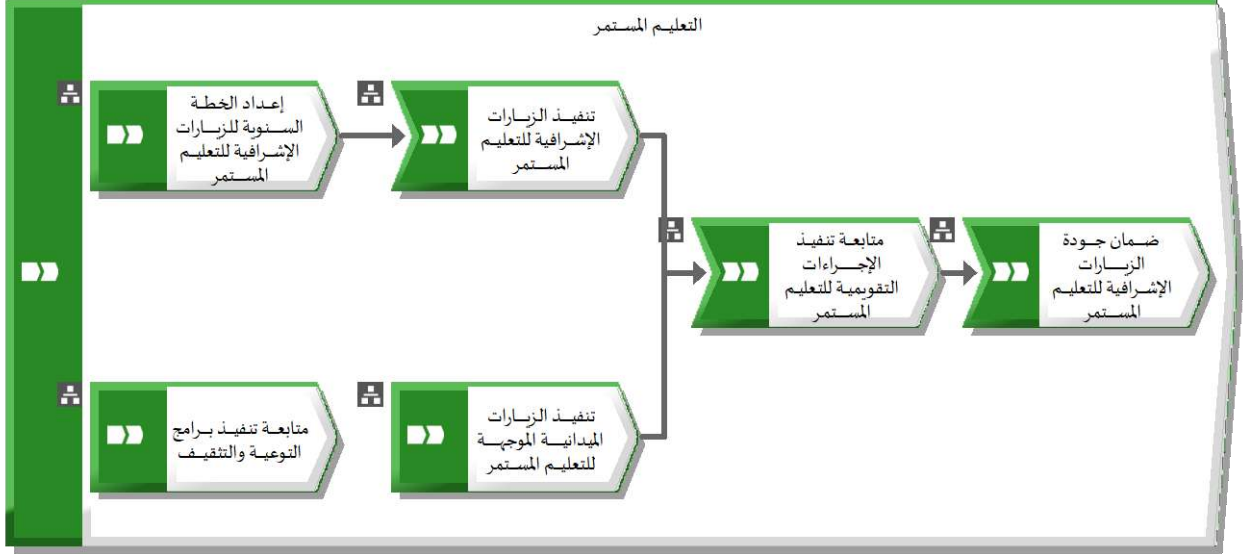 التعليم المستمر
إعداد الخطة
السنوية للزيارات
الإشرافية للتعليم
المستمر
تنفيذ الزيارات
الإشرافية للتعليم
المستمر
متابعة تنفيذ
الإجراءات
التقويمية للتعليم
المستمر
ضمان جودة
الزيارات
الإشرافية للتعليم
المستمر
متابعة تنفيذ برامج
التوعية والتثقيف
تنفيذ الزيارات
الميدانية الموجهة
للتعليم المستمر